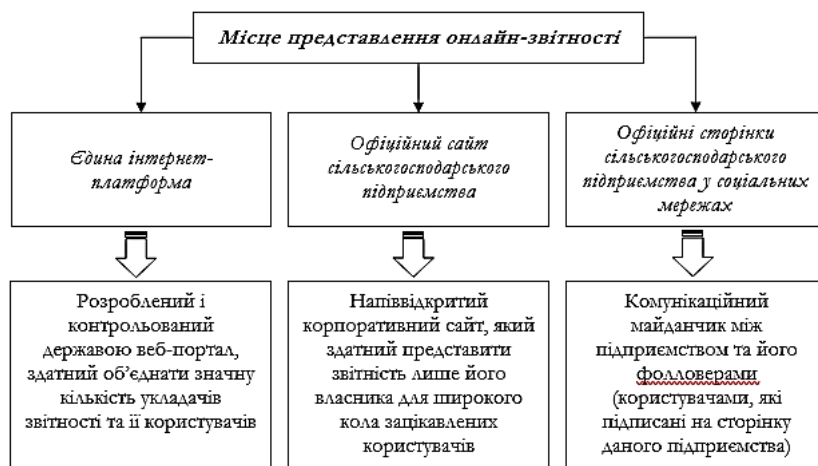 Місце представлення онлайн-звітності
Єдина інтернет-
платформа
Офіційний сайт
сільськогосподарського
підприємства
Офіційні сторінки
сільськогосподарського
підприємства у соціальних
мережах
Розроблений і
контрольований
державою веб-портал,
здатний об’єднати значну
кількість укладачів
звітності та її користувачів
Напіввідкритий
корпоративний сайт, який
здатний представити
звітність лише його
власника для широкого
кола зацікавлених
користувачів
Комунікаційний
майданчик між
підприємством та його
фолловерами
(користувачами, які
підписані на сторінку
даного підприємства)